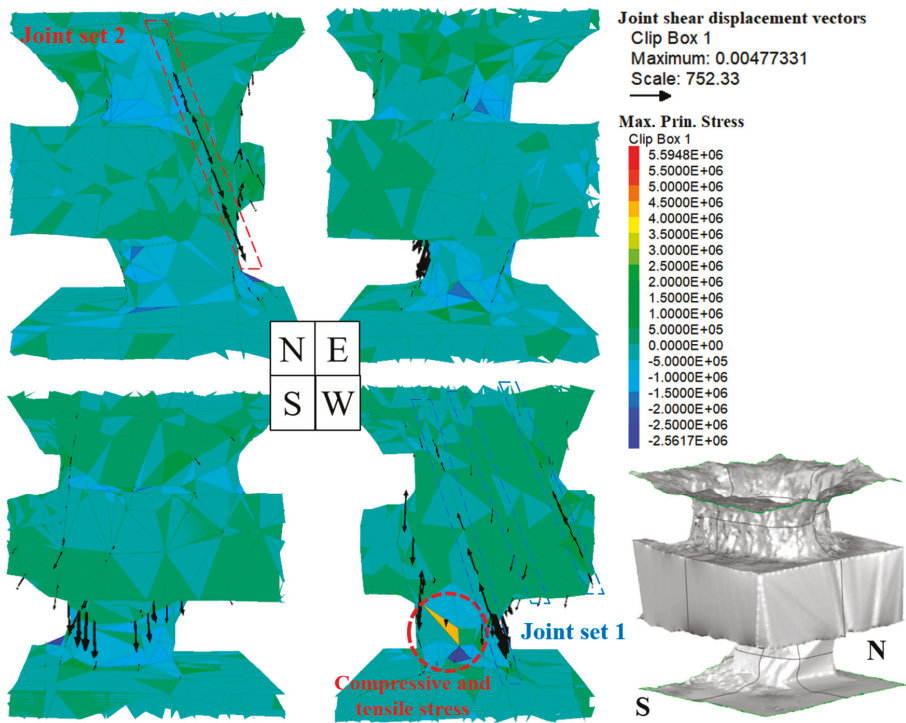 Joint set 2
N E
S W
Joint set 1
Compressive and
tensile stress
Joint shear displacement vectors
Clip Box 1
Maximum: 0.00477331
Scale: 752.33
Max. Prin. Stress
Clip Box 1
5.5948E+06
5.5000E+06
5.0000E+06
4.5000E+06
4.0000E+06
3.5000E+06
3.0000E+06
2.5000E+06
2.0000E+06
1.5000E+06
1.0000E+06
5.0000E+05
0.0000E+00
-5.0000E+05
-1.0000E+06
-1.5000E+06
-2.0000E+06
-2.5000E+06
-2.5617E+06
N
S